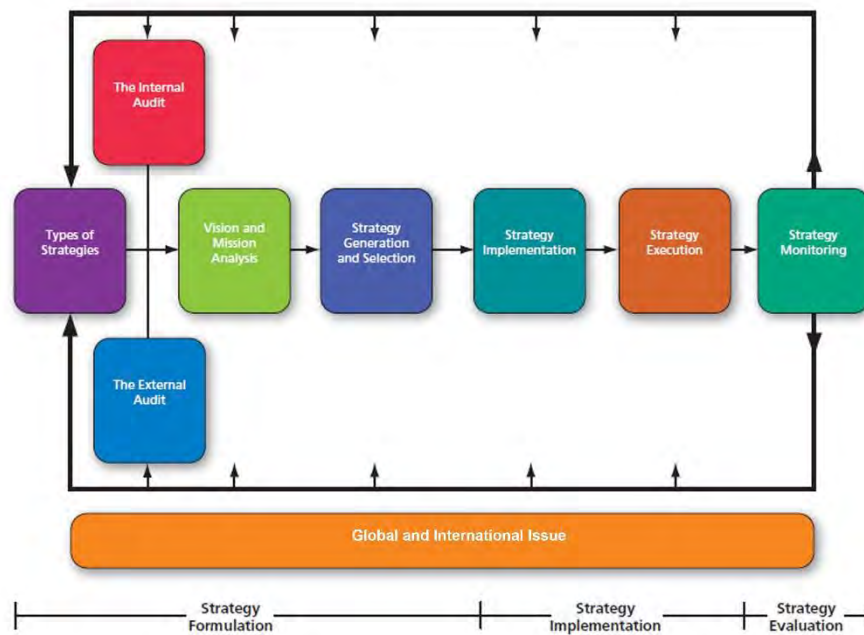 The Internal
Audit
Types of
Strategies
Vision and
Mission
Analysis
Strategy
Generation
and Selection
Strategy
Implementation
Strategy
Execution
Strategy
Monitoring
The External
Audit
Global and International Issue
Strategy
Formulation
Strategy
Implementation
Strategy
Evaluation